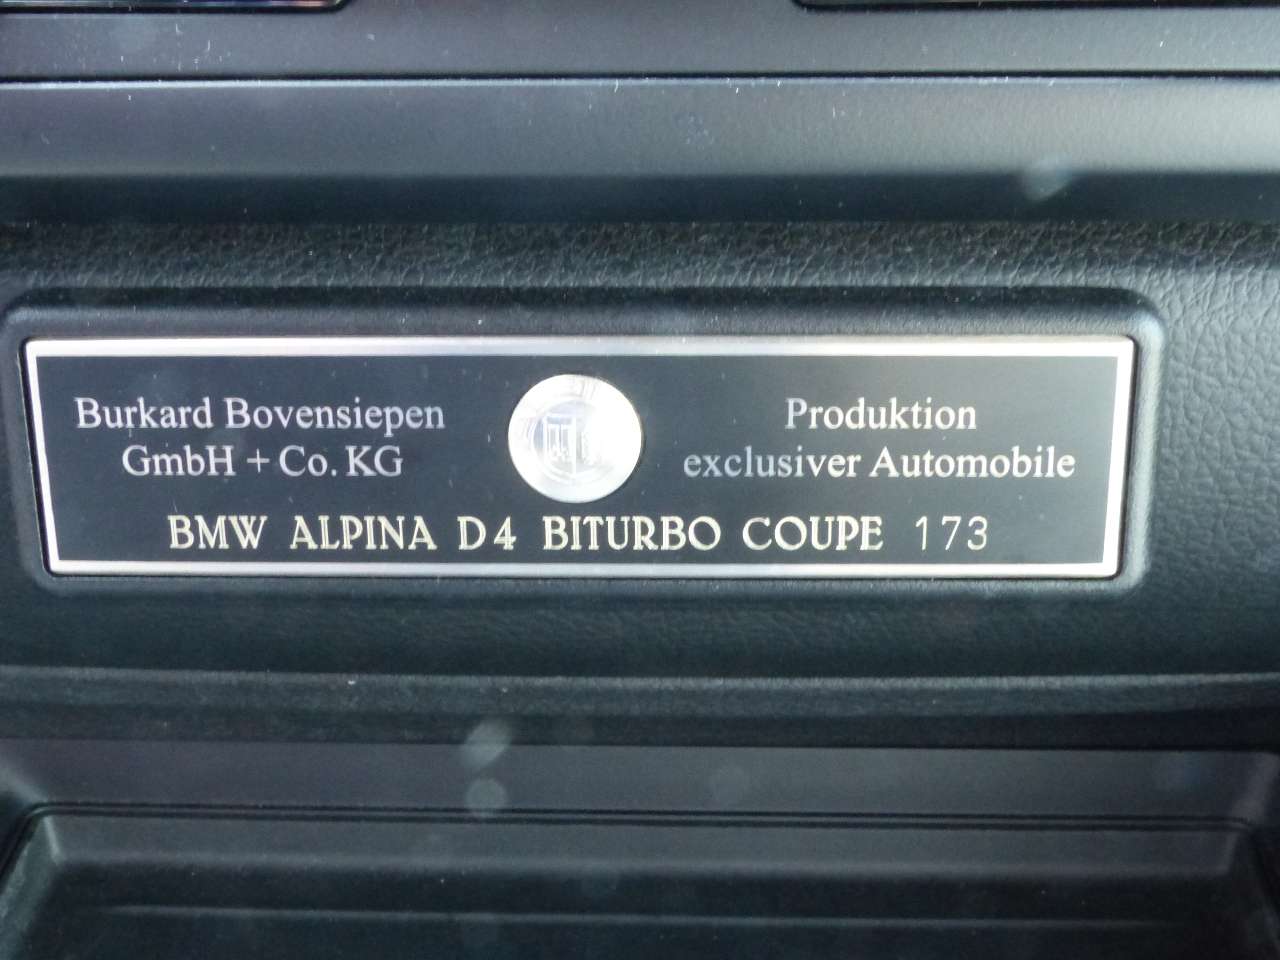 Burkard Bovensiepen
GmbH + Co. KG
Produktion
exclusiver Automobile
BMW ALPINA D4 BITURBO COUPE 173